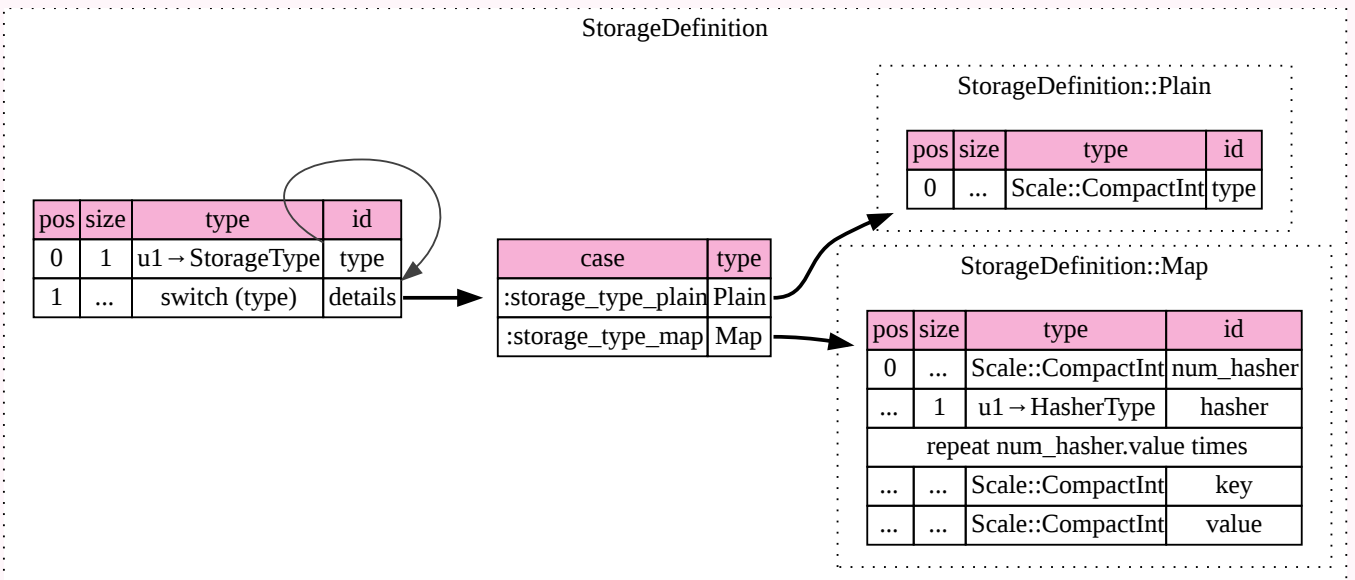 StorageDefinition
StorageDefinition::Plain
pos size type id
0 ... Scale::CompactInt type
pos size type id
0 1 u1→StorageType type
1 ... switch (type) details
case type
:storage_type_plain Plain
:storage_type_map Map
StorageDefinition::Map
pos size type id
0 ... Scale::CompactInt num_hasher
... 1 u1→HasherType hasher
repeat num_hasher.value times
... ... Scale::CompactInt key
... ... Scale::CompactInt value